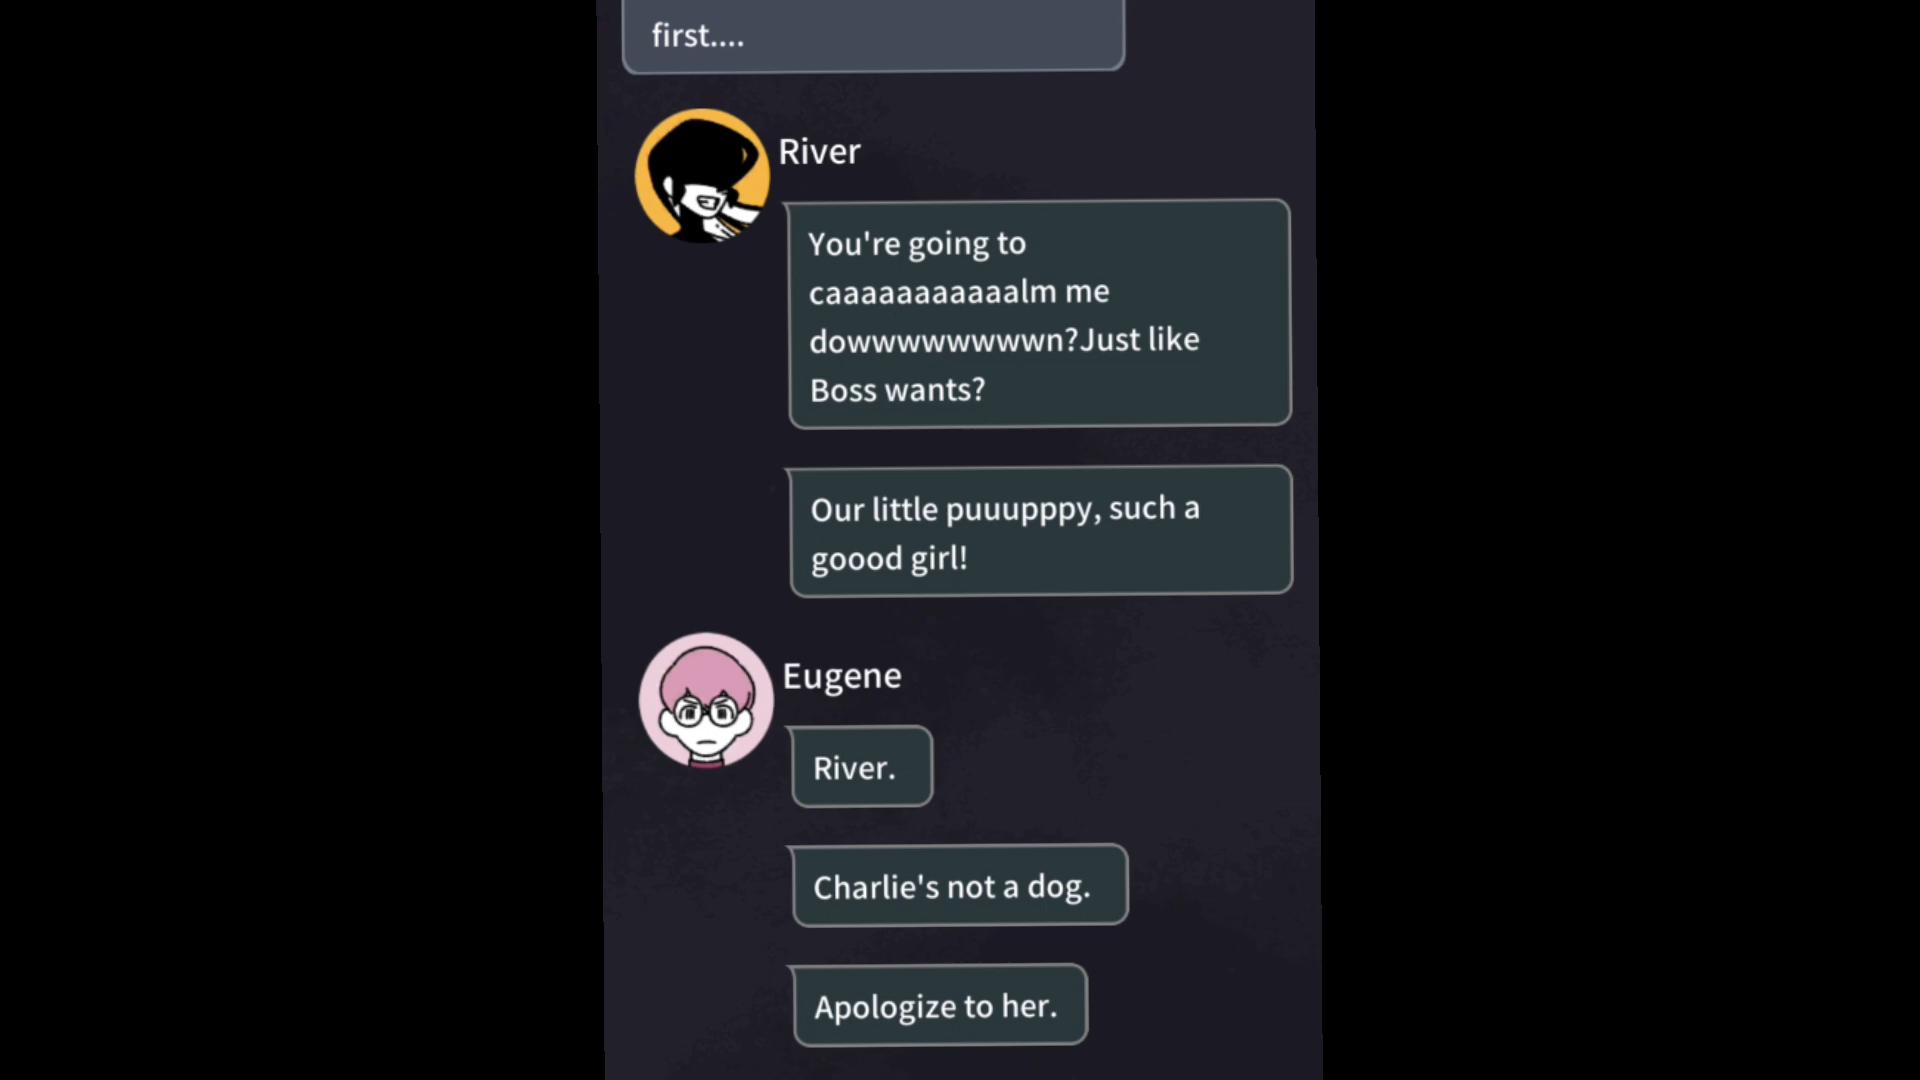 first....
River
You're going to
caaaaaaaaaaalm me
dowwwwwwwwn?Just like
Boss wants?
Our little puuupppy, such a
goood girl!
Eugene
River.
Charlie's not a dog.
Apologize to her.